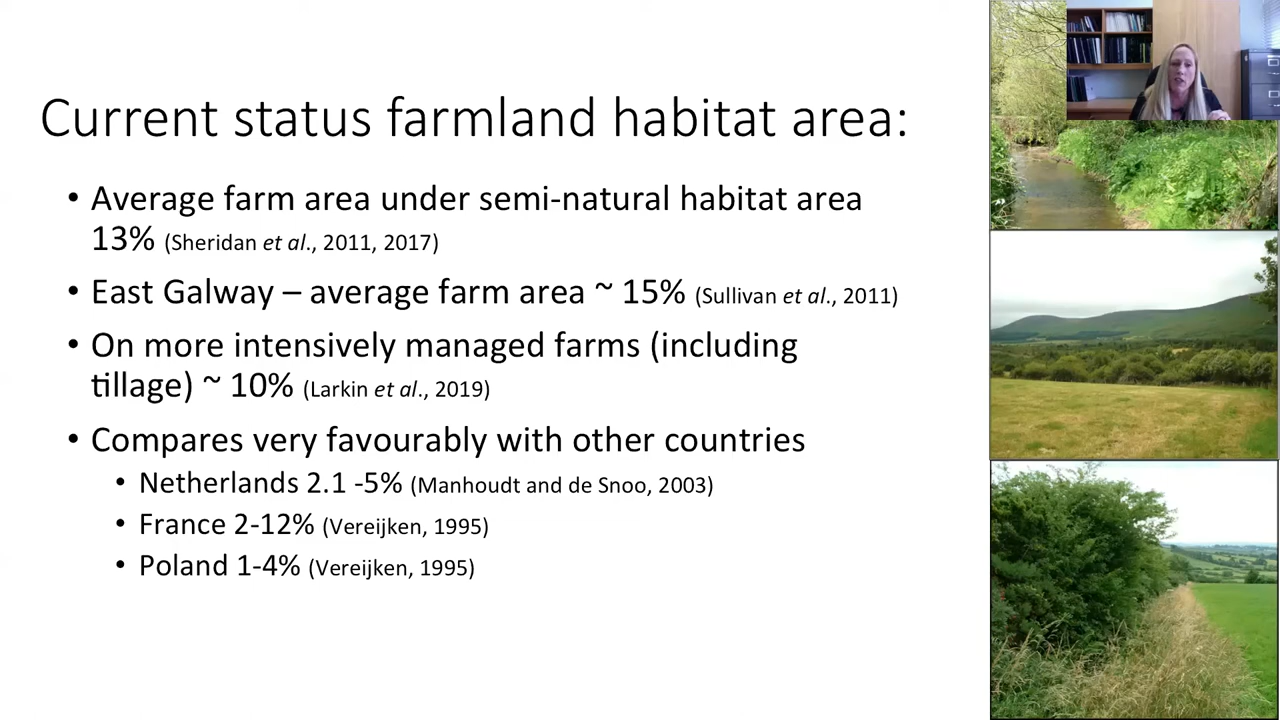 Current status farmland habitat area:
• Average farm area under semi-natural habitat area
13% (Sheridan et al., 2011, 2017)
• East Galway – average farm area ~ 15% (Sullivan et al., 2011)
• On more intensively managed farms (including
tillage) ~ 10% (Larkin et al., 2019)
• Compares very favourably with other countries
• Netherlands 2.1 -5% (Manhoudt and de Snoo, 2003)
• France 2-12% (Vereijken, 1995)
• Poland 1-4% (Vereijken, 1995)